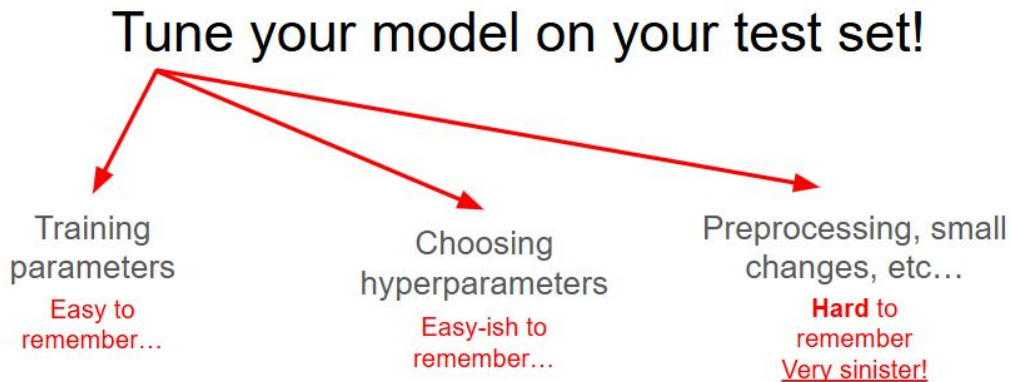 Tune your model on your test set!
Training
parameters
Easy to
remember…
Choosing
hyperparameters
Easy-ish to
remember…
Preprocessing, small
changes, etc…
Hard to
remember
Very sinister!